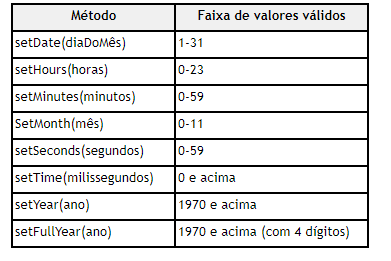 Método Faixa de valores válidos
setDate(diaDoMês) 1-31
setHours(horas) 0-23
setMinutes(minutos) 0-59
SetMonth(mês) 0-11
setSeconds(segundos) 0-59
setTime(milissegundos) 0 e acima
setYear(ano) 1970 e acima
setFullYear(ano) 1970 e acima (com 4 dígitos)